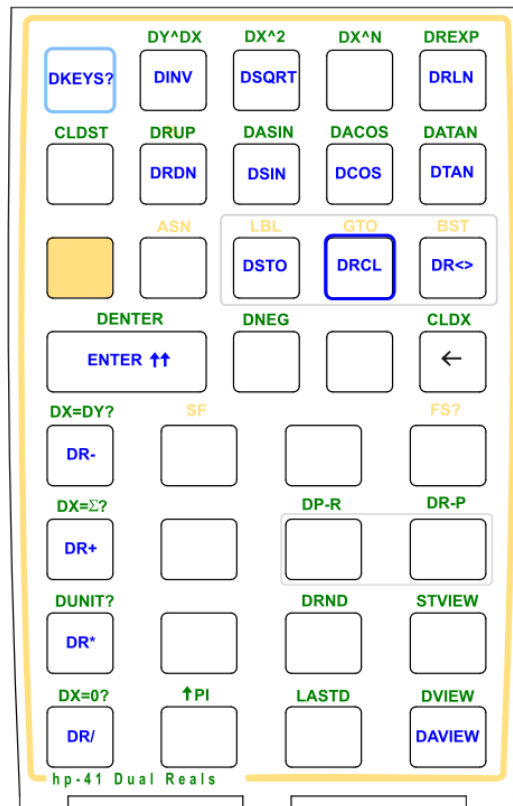 DY^DX DX^2 DX^N DREXP
DKEYS? DINV DSQRT DRLN
CLDST DRUP DASIN DACOS DATAN
DRDN DSIN DCOS DTAN
ASN LBL GTO BST
DSTO DRCL DR<>
DENTER DNEG CLDX
ENTER ↑↑ ←
DX=DY? SF FS?
DR-
DX=Σ? DP-R DR-P
DR+
DUNIT? DRND STVIEW
DR*
DX=0? ↑PI LASTD DVIEW
DR/ DAVIEW
hp-41 Dual Reals